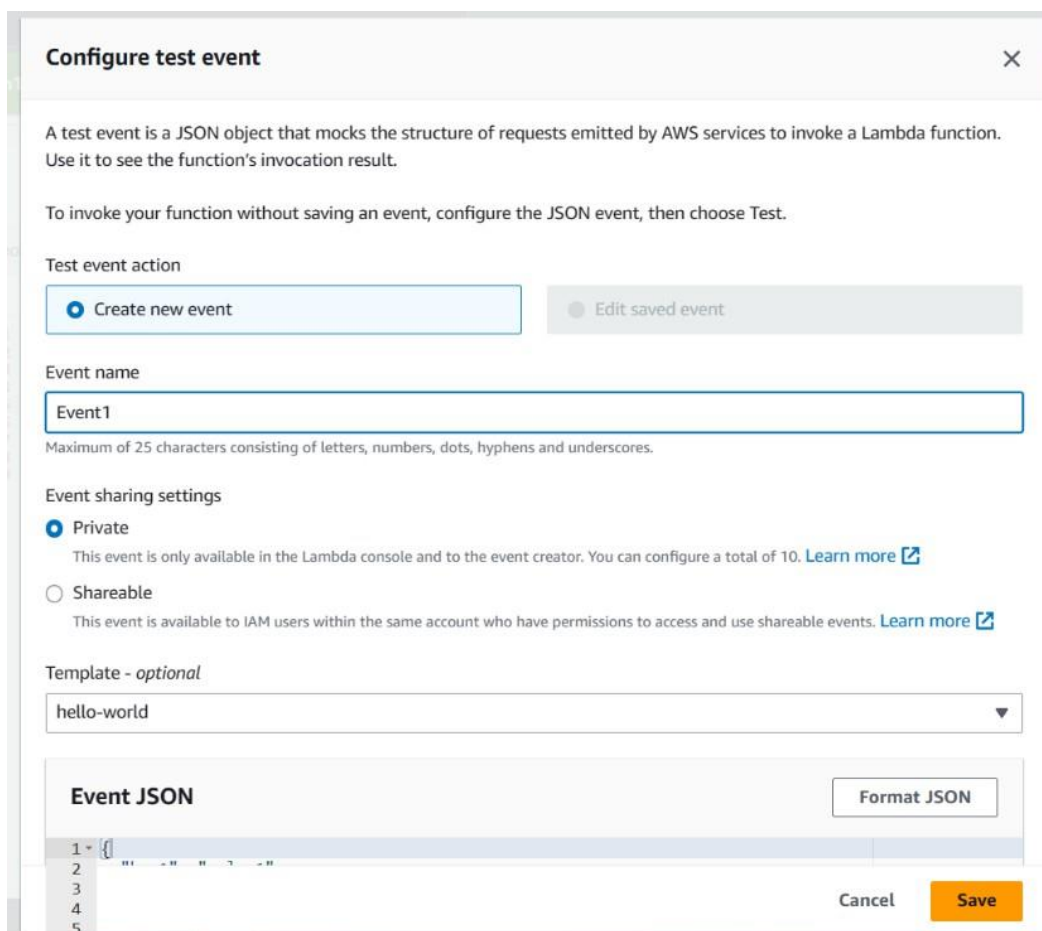 Configure test event
A test event is a JSON object that mocks the structure of requests emitted by AWS services to invoke a Lambda function.
Use it to see the function's invocation result.
To invoke your function without saving an event, configure the JSON event, then choose Test.
Test event action
Create new event
Edit saved event
Event name
Event1
Maximum of 25 characters consisting of letters, numbers, dots, hyphens and underscores.
Event sharing settings
Private
This event is only available in the Lambda console and to the event creator. You can configure a total of 10. Learn more
Shareable
This event is available to IAM users within the same account who have permissions to access and use shareable events. Learn more
Template - optional
hello-world
Event JSON
Format JSON
1 {
2
3
4
5
Cancel
Save